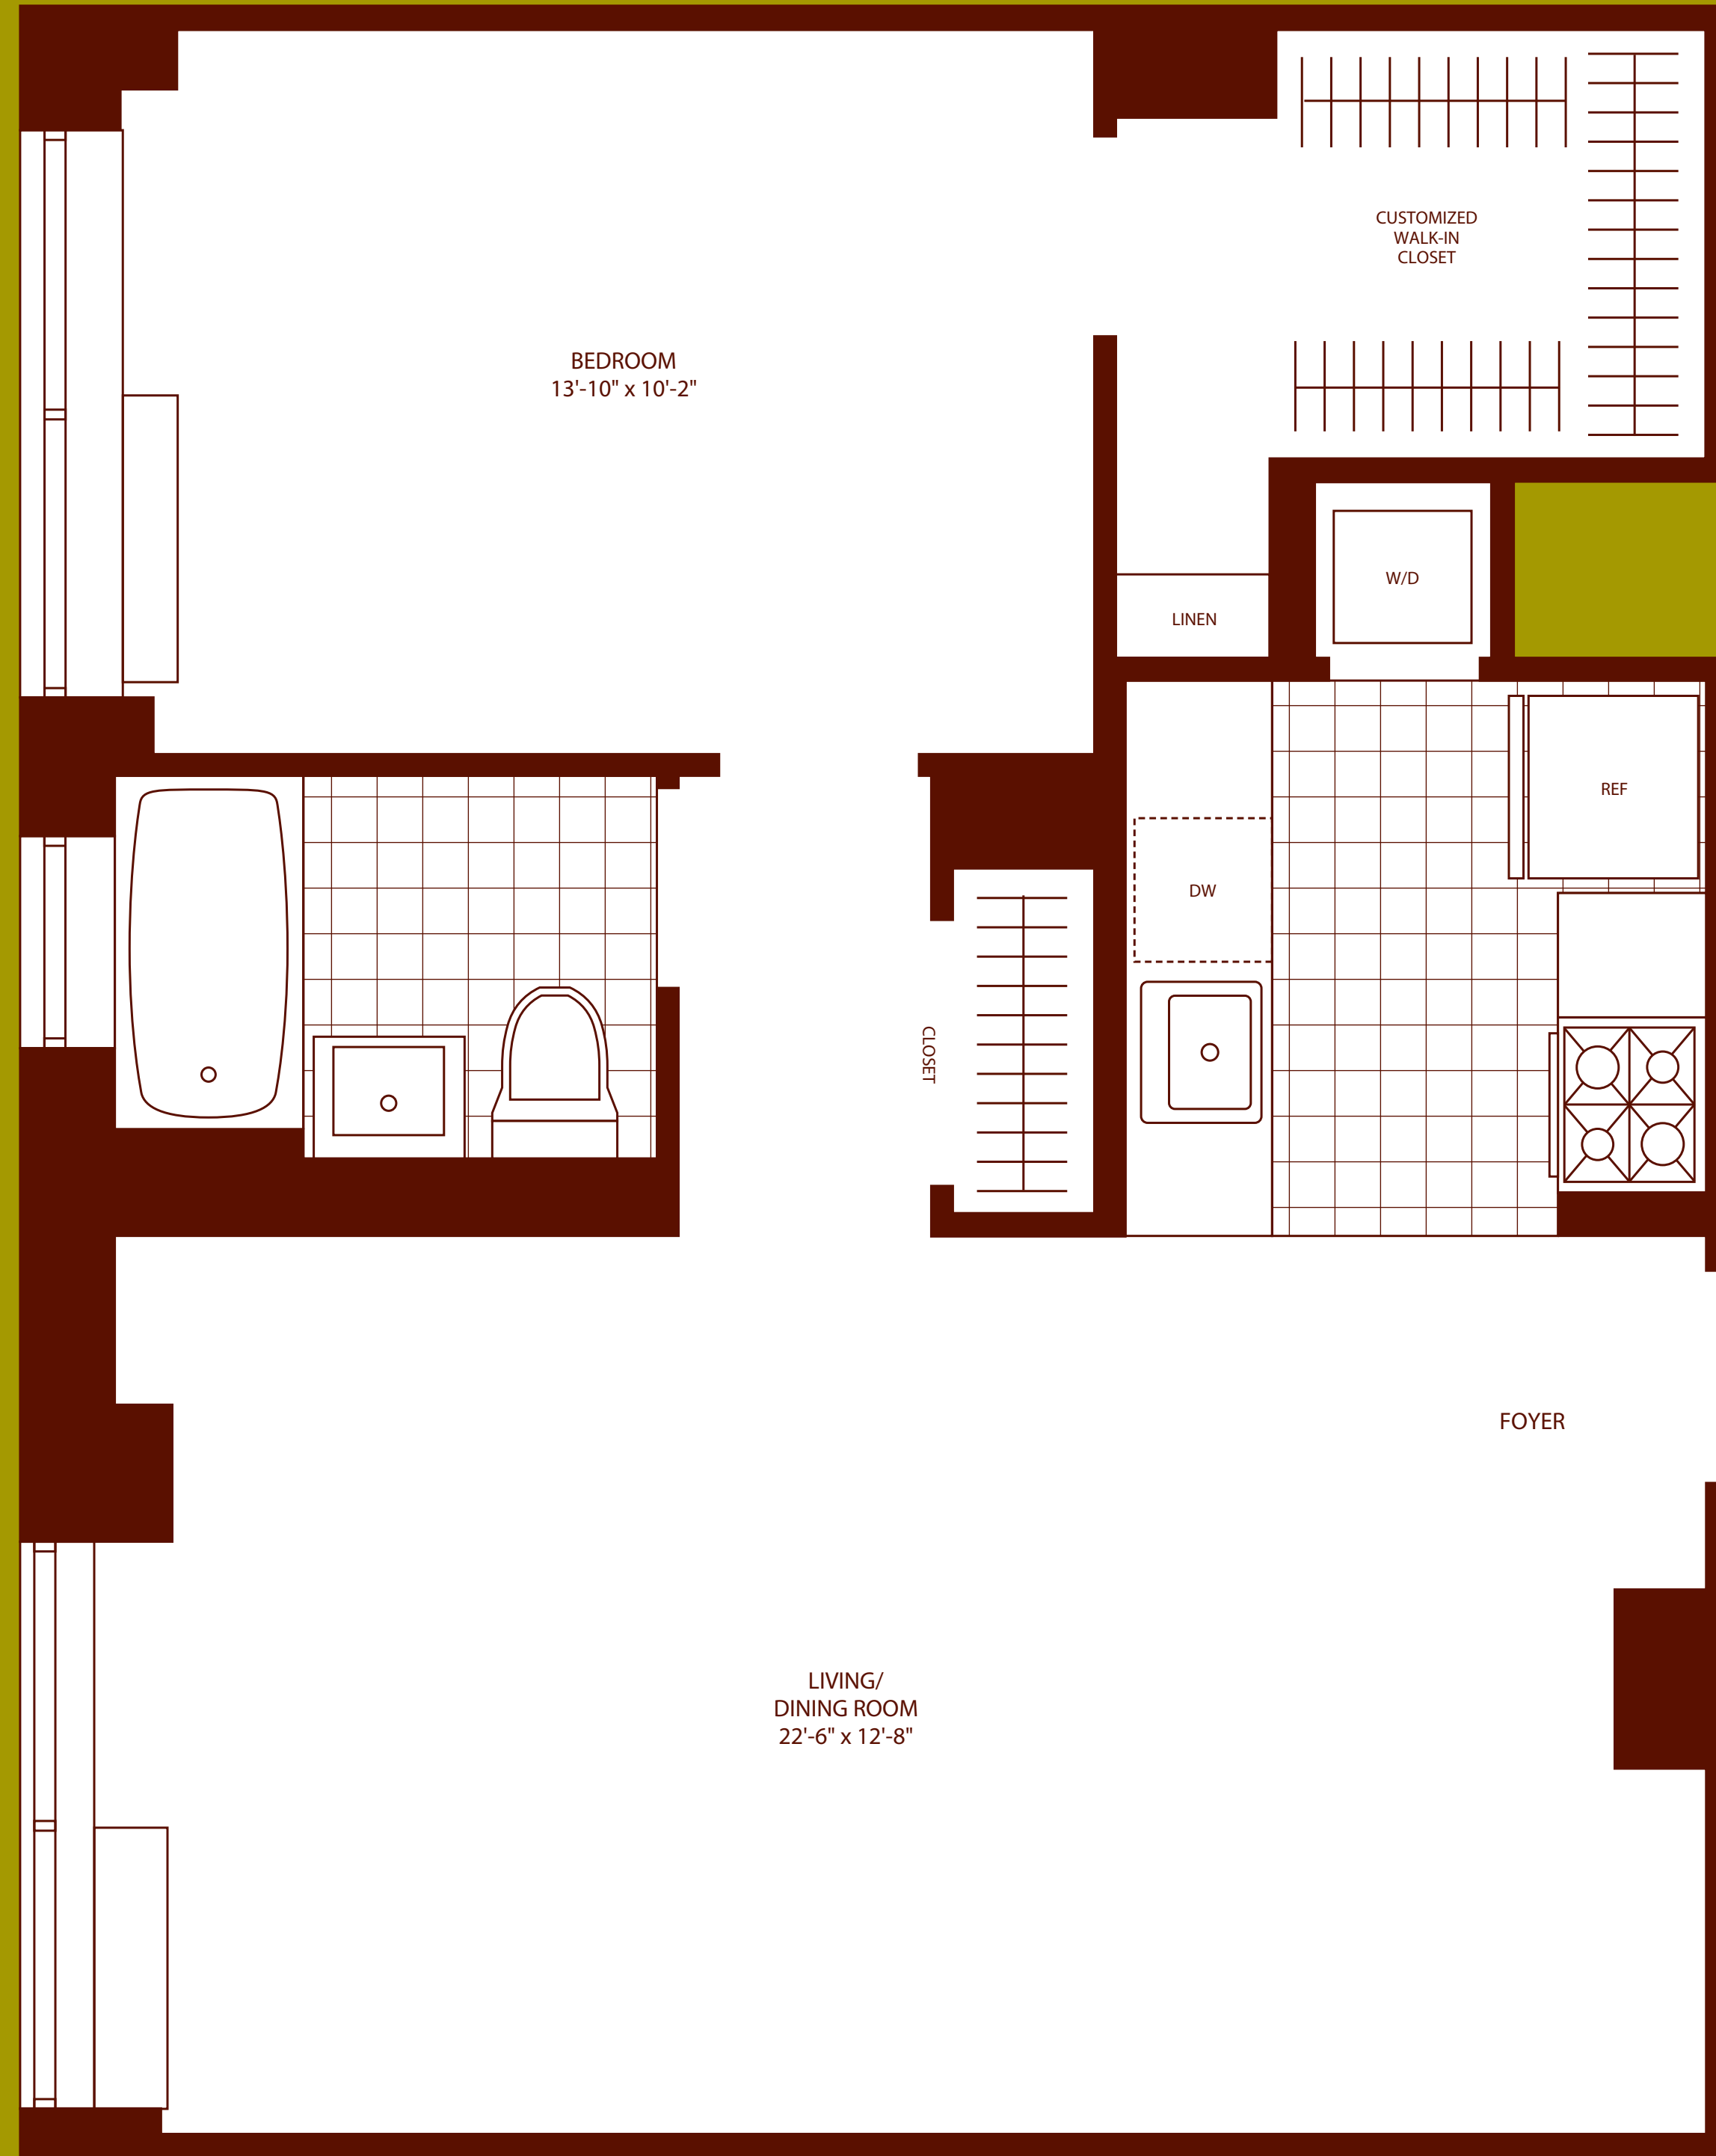 CUSTOMIZED
WALK-IN
CLOSET
BEDROOM
13'-10" x 10'-2"
W/D
LINEN
REF
DW
CLOSET
FOYER
LIVING/
DINING ROOM
22'-6" x 12'-8"